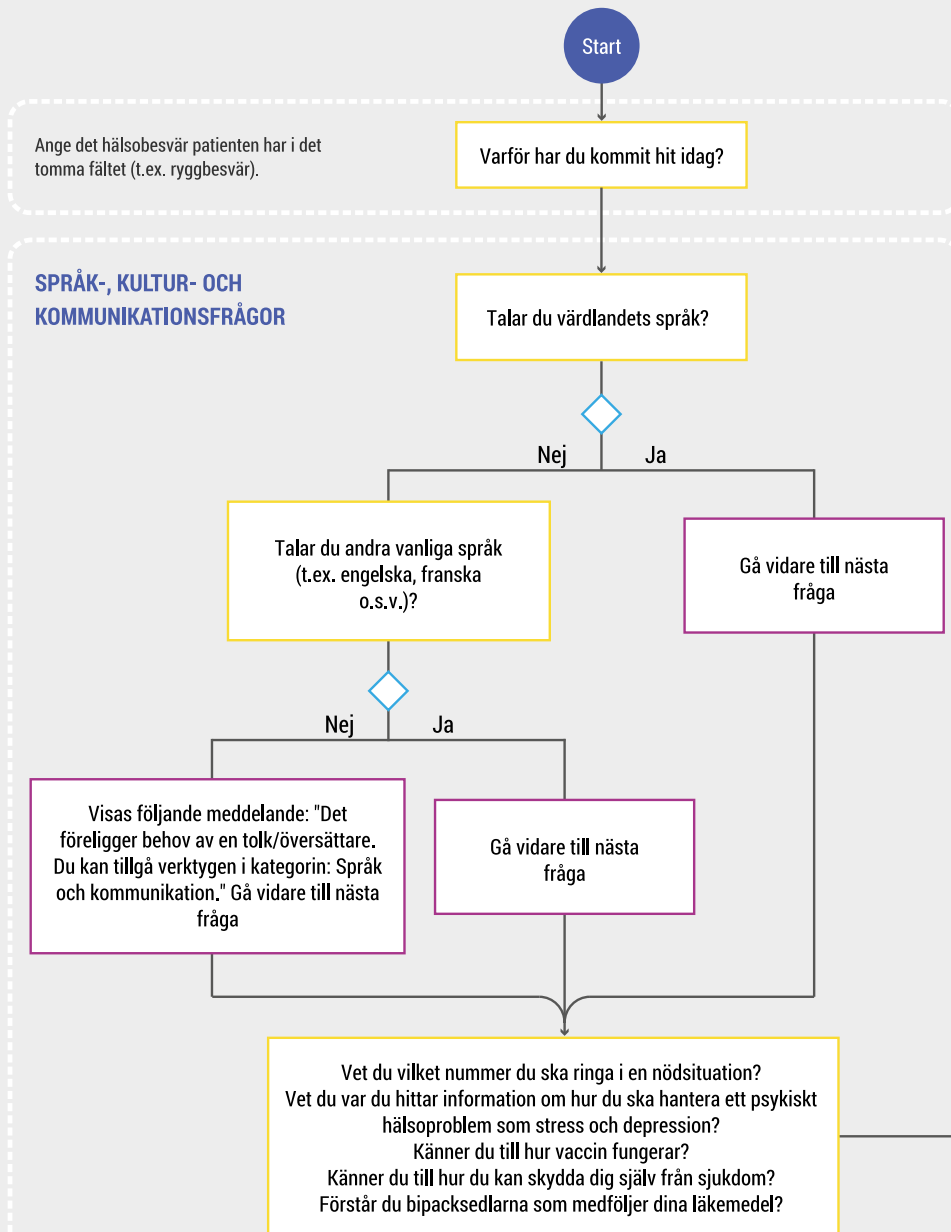 Start
Ange det hälsobesvär patienten har i det
tomma fältet (t.ex. ryggbesvär).
Varför har du kommit hit idag?
SPRÅK-, KULTUR- OCH
KOMMUNIKATIONSFRÅGOR
Talar du värdlandets språk?
Nej
Ja
Talar du andra vanliga språk
(t.ex. engelska, franska
o.s.v.)?
Gå vidare till nästa
fråga
Nej
Ja
Visas följande meddelande: "Det
föreligger behov av en tolk/översättare.
Du kan tillgå verktygen i kategorin: Språk
och kommunikation." Gå vidare till nästa
fråga
Gå vidare till nästa
fråga
Vet du vilket nummer du ska ringa i en nödsituation?
Vet du var du hittar information om hur du ska hantera ett psykiskt
hälsoproblem som stress och depression?
Känner du till hur vaccin fungerar?
Känner du till hur du kan skydda dig själv från sjukdom?
Förstår du bipacksedlarna som medföljer dina läkemedel?